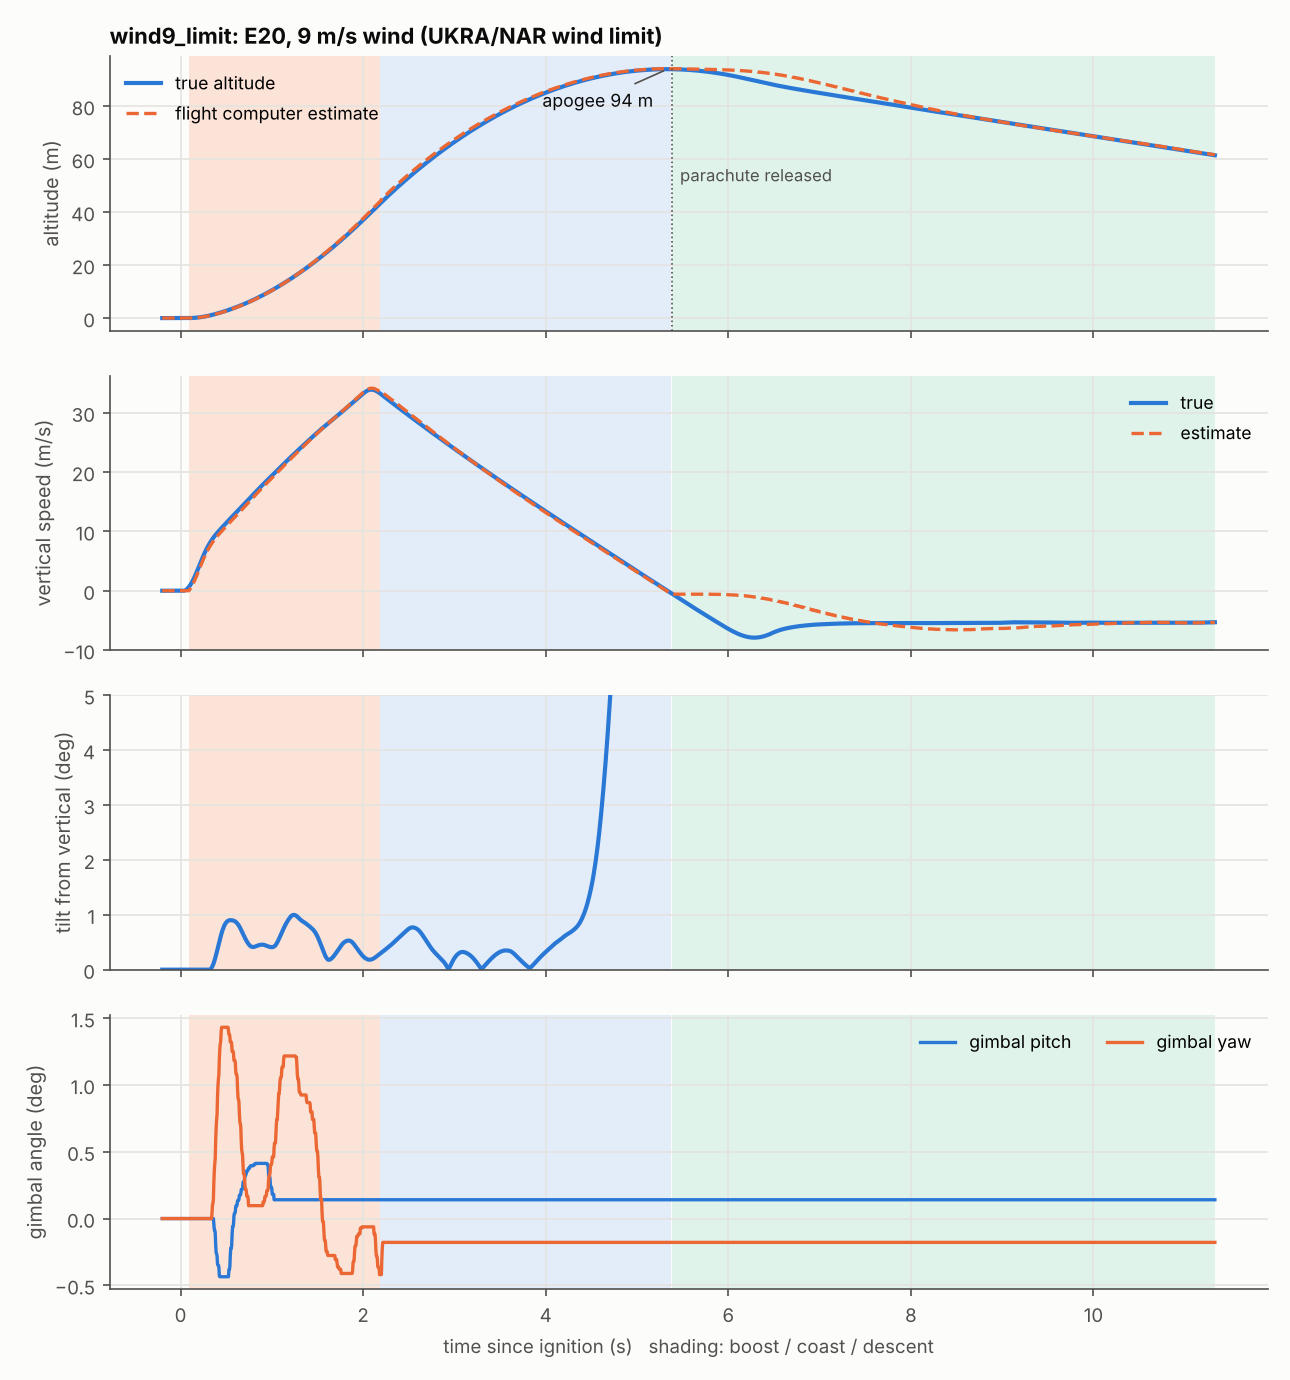 wind9_limit: E20, 9 m/s wind (UKRA/NAR wind limit)
true altitude
flight computer estimate
apogee 94 m
parachute released
altitude (m)
80
60
40
20
0
true
estimate
vertical speed (m/s)
30
20
10
0
−10
tilt from vertical (deg)
5
4
3
2
1
0
gimbal pitch
gimbal yaw
gimbal angle (deg)
1.5
1.0
0.5
0.0
−0.5
0 2 4 6 8 10
time since ignition (s) shading: boost / coast / descent